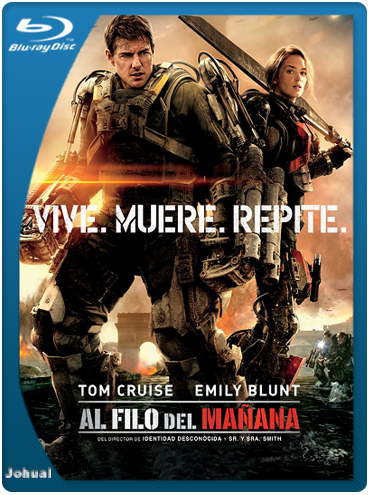 Blu-ray Disc
VIVE. MUERE. REPITE.
TOM CRUISE EMILY BLUNT
AL FILO DEL MAÑANA
DEL DIRECTOR DE IDENTIDAD DESCONOCIDA Y SR. Y SRA. SMITH
Johual